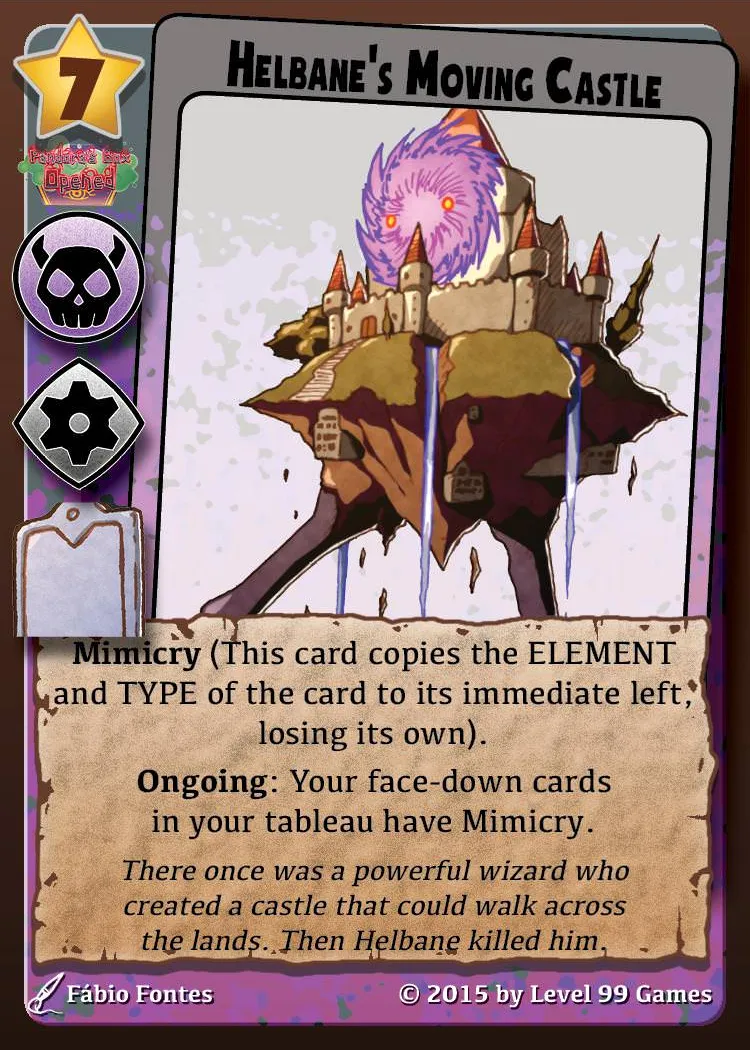 7
Helbane's Moving Castle
Pandora's Box
Opened
Mimicry (This card copies the ELEMENT
and TYPE of the card to its immediate left,
losing its own).
Ongoing: Your face-down cards
in your tableau have Mimicry.
There once was a powerful wizard who
created a castle that could walk across
the lands. Then Helbane killed him.
Fábio Fontes
© 2015 by Level 99 Games